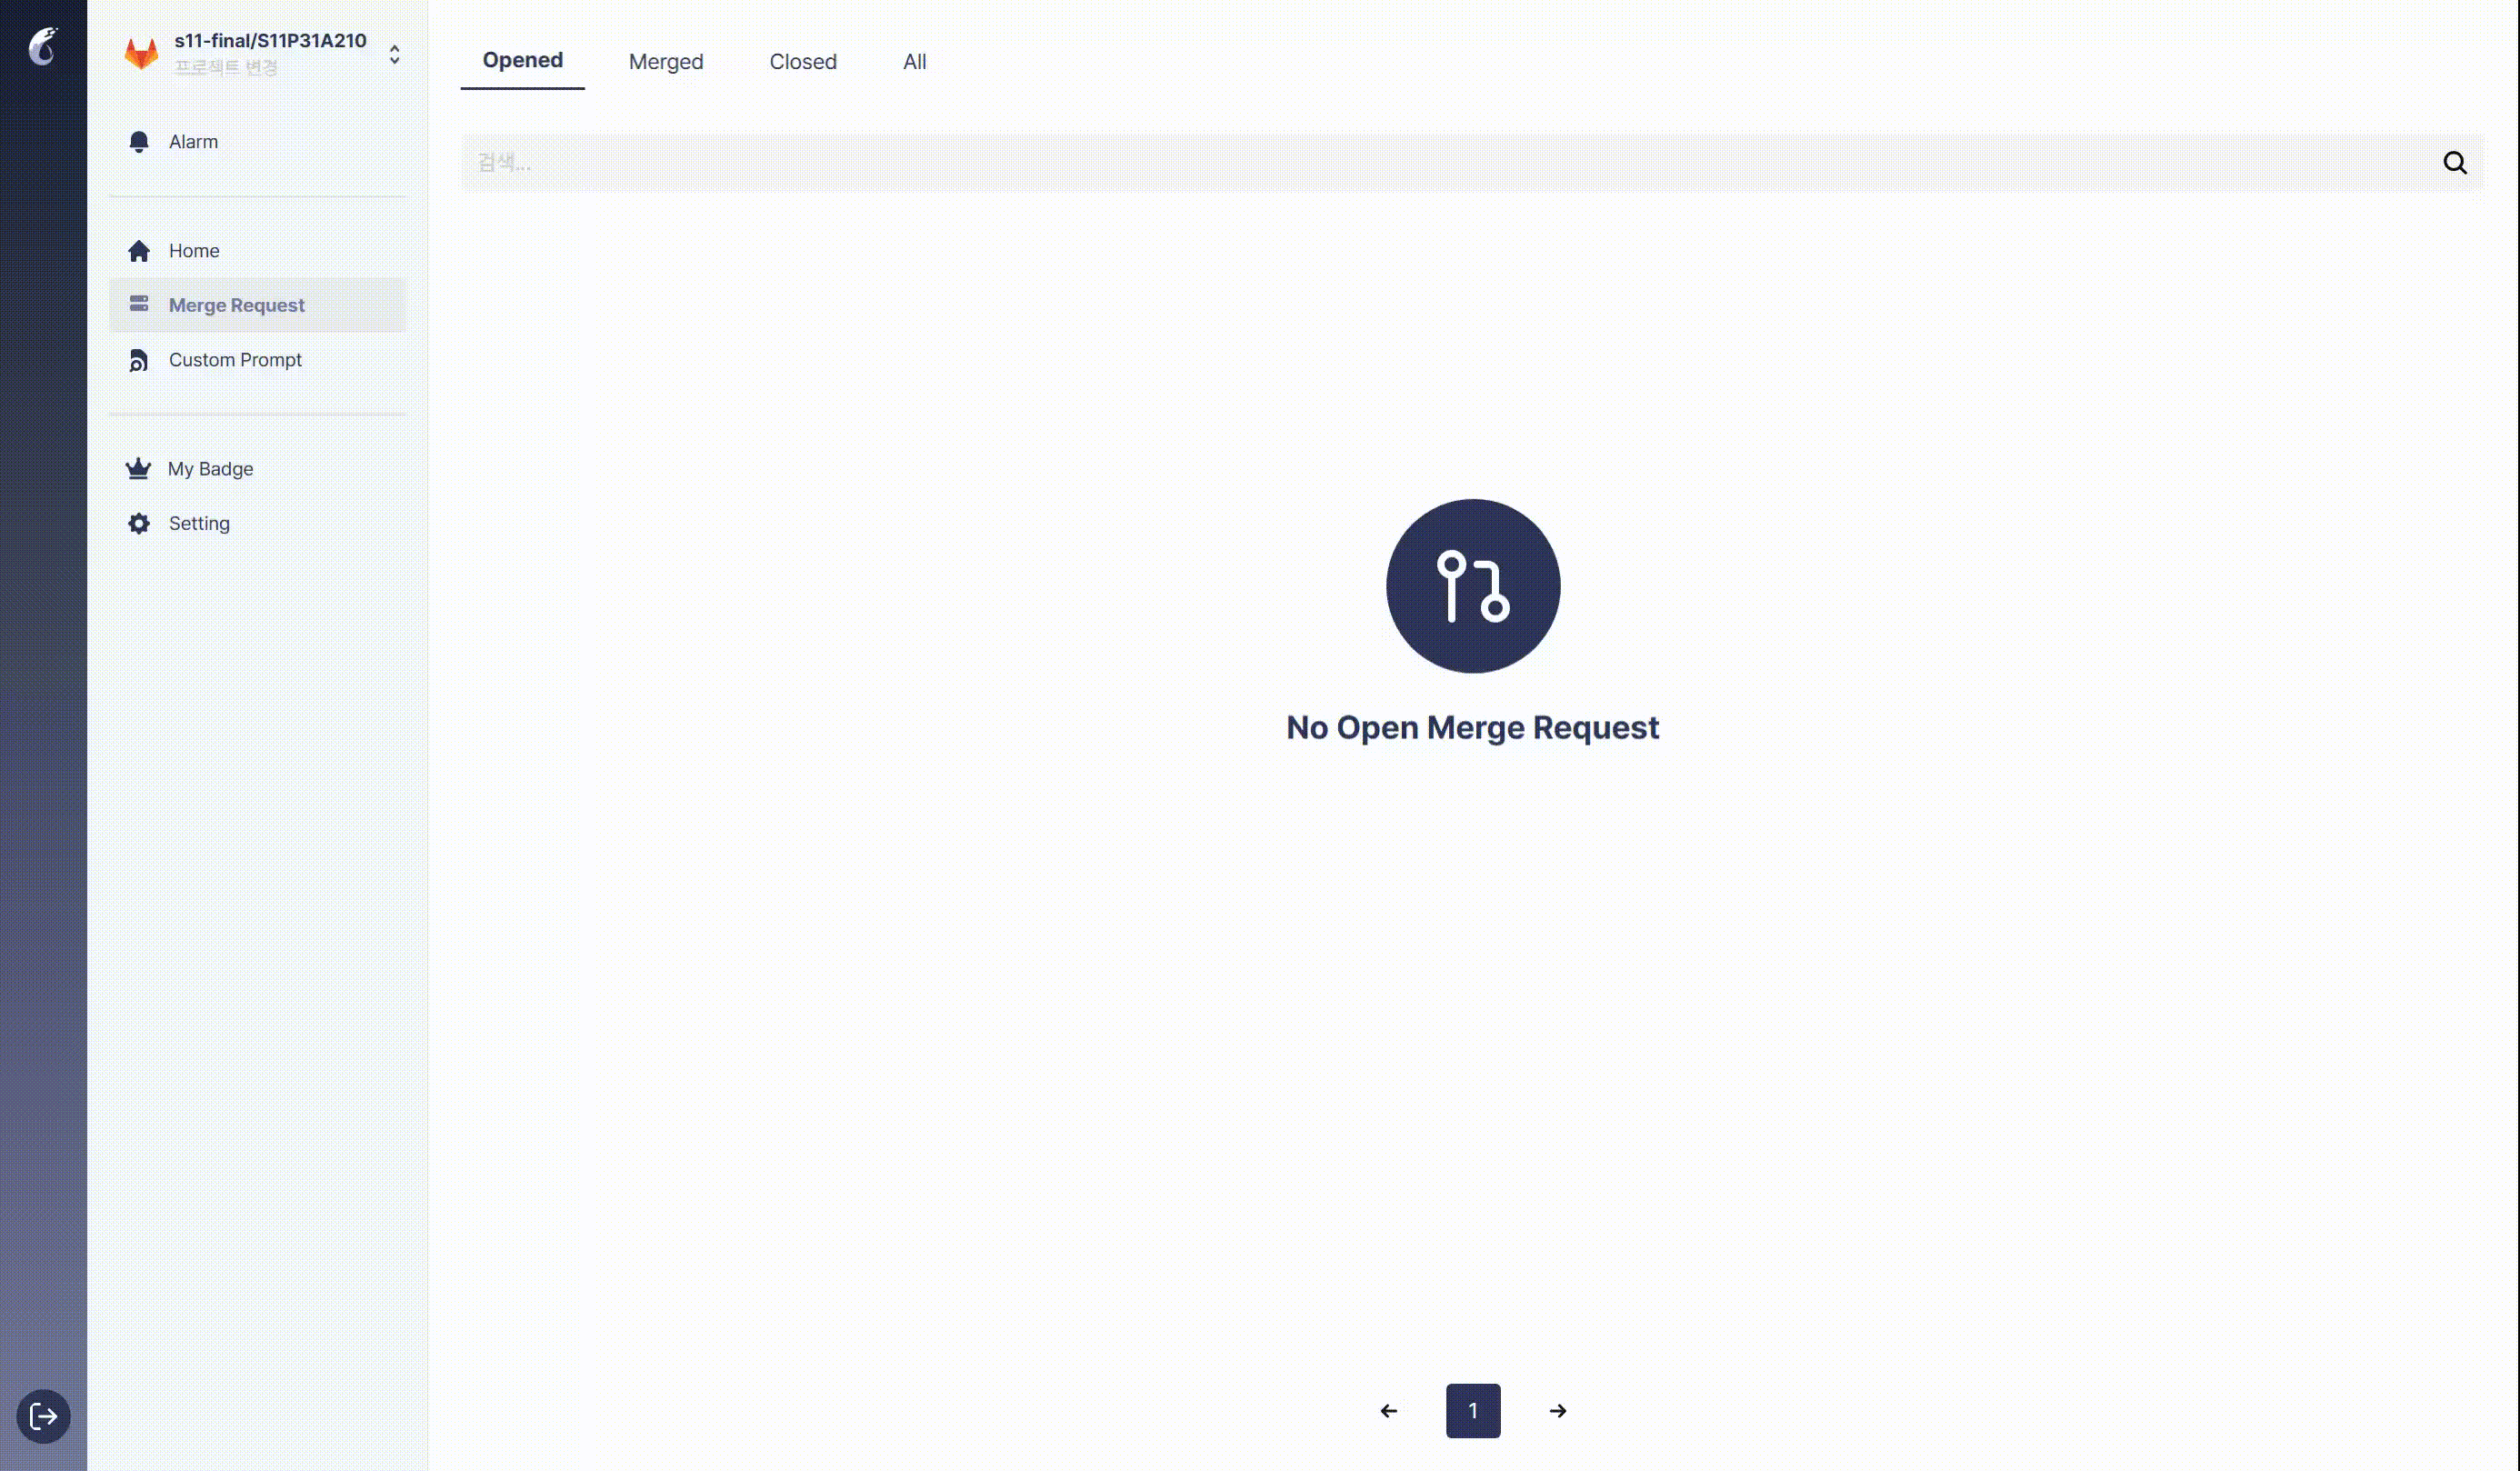 s11-final/S11P31A210
프로젝트 변경
Alarm
Home
Merge Request
Custom Prompt
My Badge
Setting
Opened
Merged
Closed
All
검색...
No Open Merge Request
1